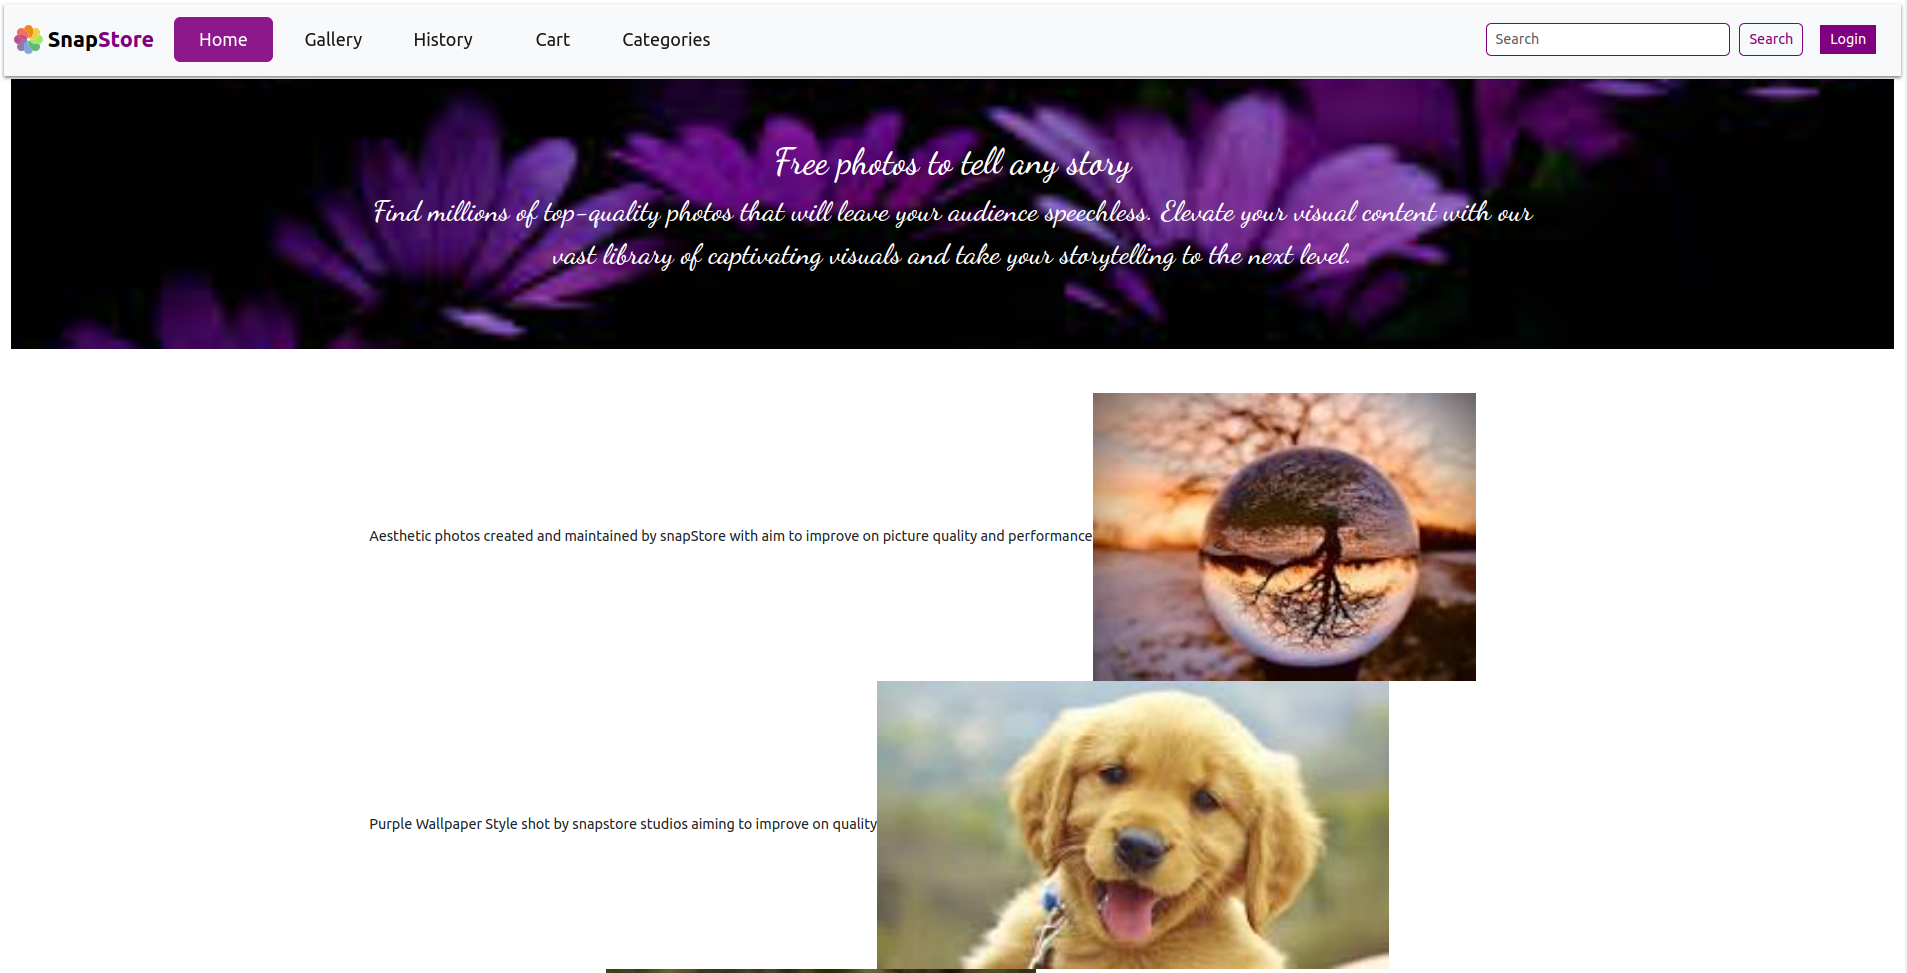 SnapStore Home Gallery History Cart Categories Search Search Login
Free photos to tell any story
Find millions of top-quality photos that will leave your audience speechless. Elevate your visual content with our
vast library of captivating visuals and take your storytelling to the next level.
Aesthetic photos created and maintained by snapStore with aim to improve on picture quality and performance
Purple Wallpaper Style shot by snapstore studios aiming to improve on quality